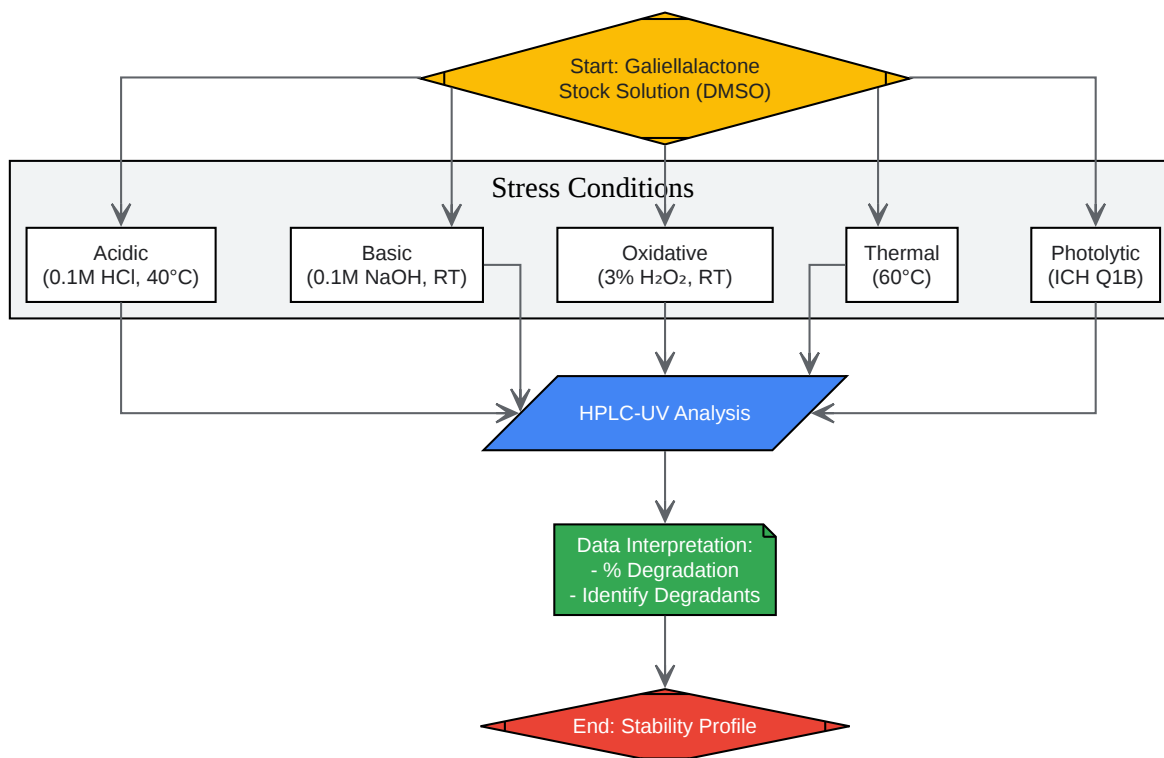 Start: Galiellalactone
Stock Solution (DMSO)
Stress Conditions
Acidic
(0.1M HCl, 40°C)
Basic
(0.1M NaOH, RT)
Oxidative
(3% H₂O₂, RT)
Thermal
(60°C)
Photolytic
(ICH Q1B)
HPLC-UV Analysis
Data Interpretation:
- % Degradation
- Identify Degradants
End: Stability Profile